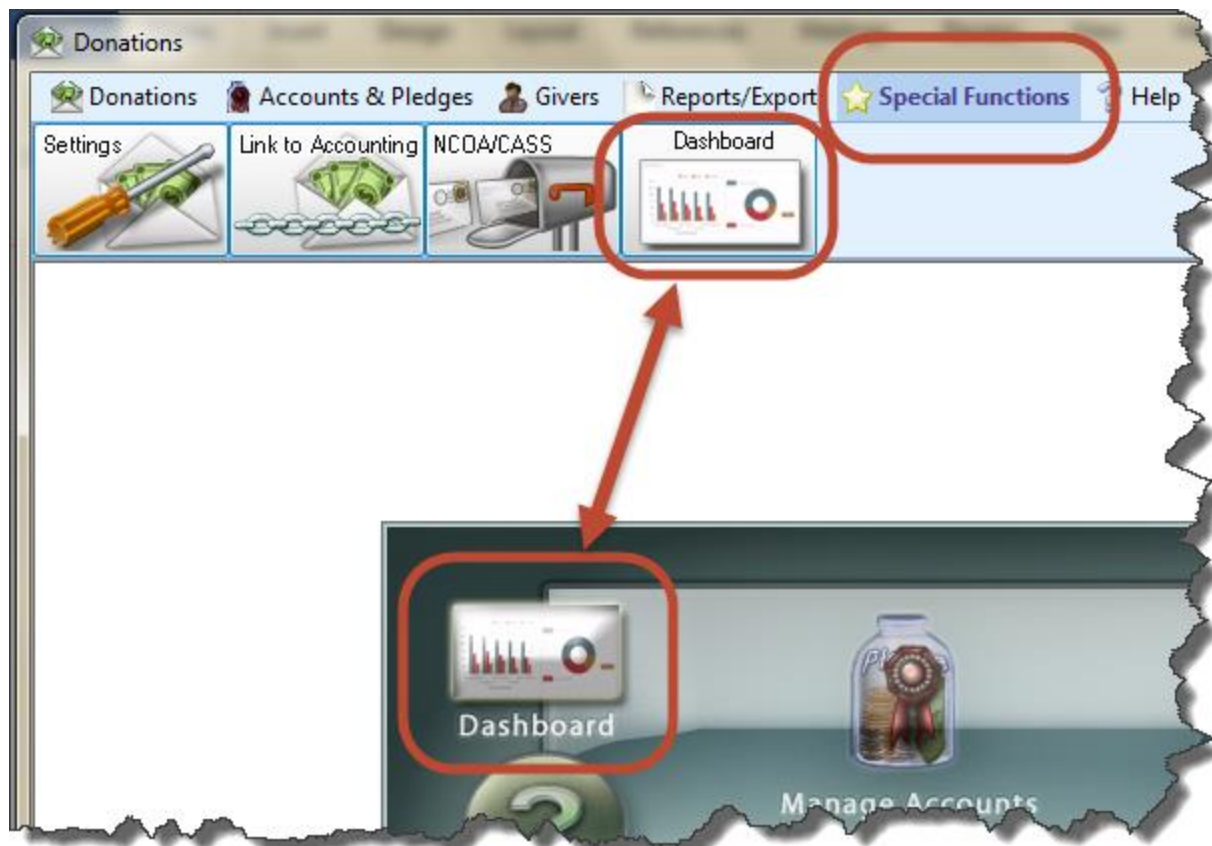 Donations
Donations Accounts & Pledges Givers Reports/Export Special Functions Help
Settings Link to Accounting NCOA/CASS Dashboard
Dashboard
Manage Accounts